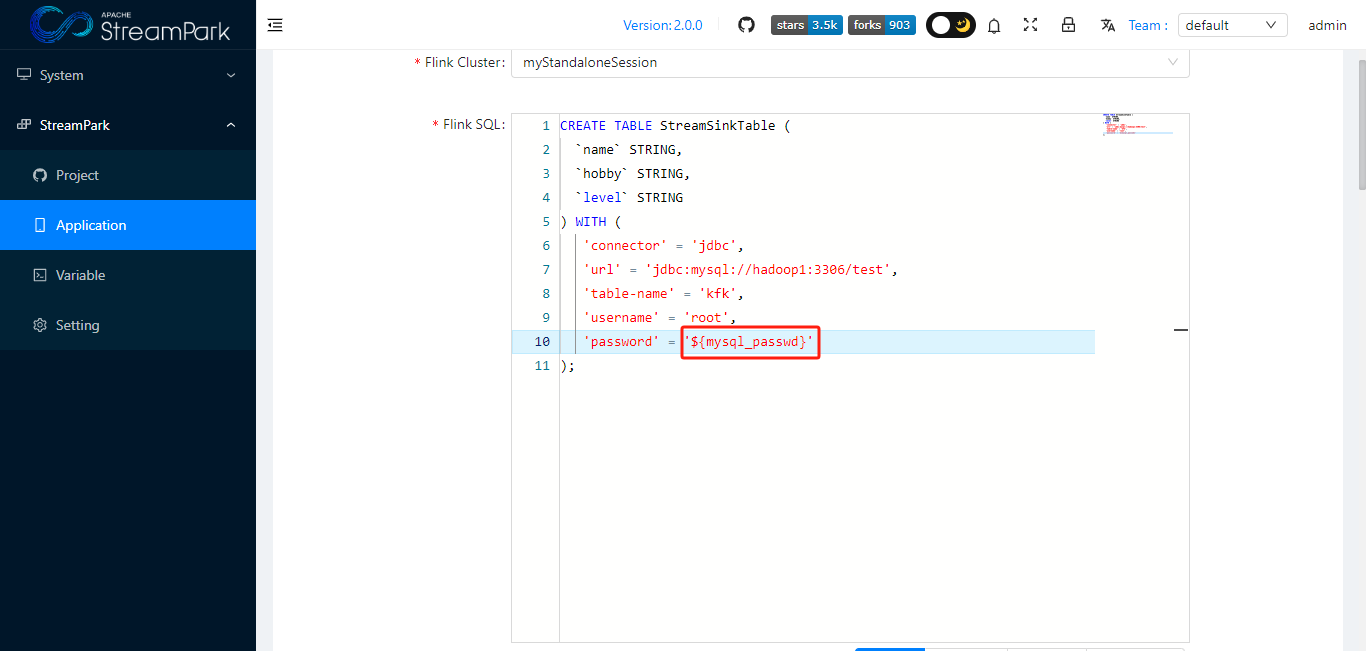 APACHE
StreamPark
Version:2.0.0
stars 3.5k
forks 903
Team :
default
admin
System
StreamPark
Project
Application
Variable
Setting
* Flink Cluster:
myStandaloneSession
* Flink SQL:
1 CREATE TABLE StreamSinkTable (
2 `name` STRING,
3 `hobby` STRING,
4 `level` STRING
5 ) WITH (
6 'connector' = 'jdbc',
7 'url' = 'jdbc:mysql://hadoop1:3306/test',
8 'table-name' = 'kfk',
9 'username' = 'root',
10 'password' = '${mysql_passwd}'
11 );